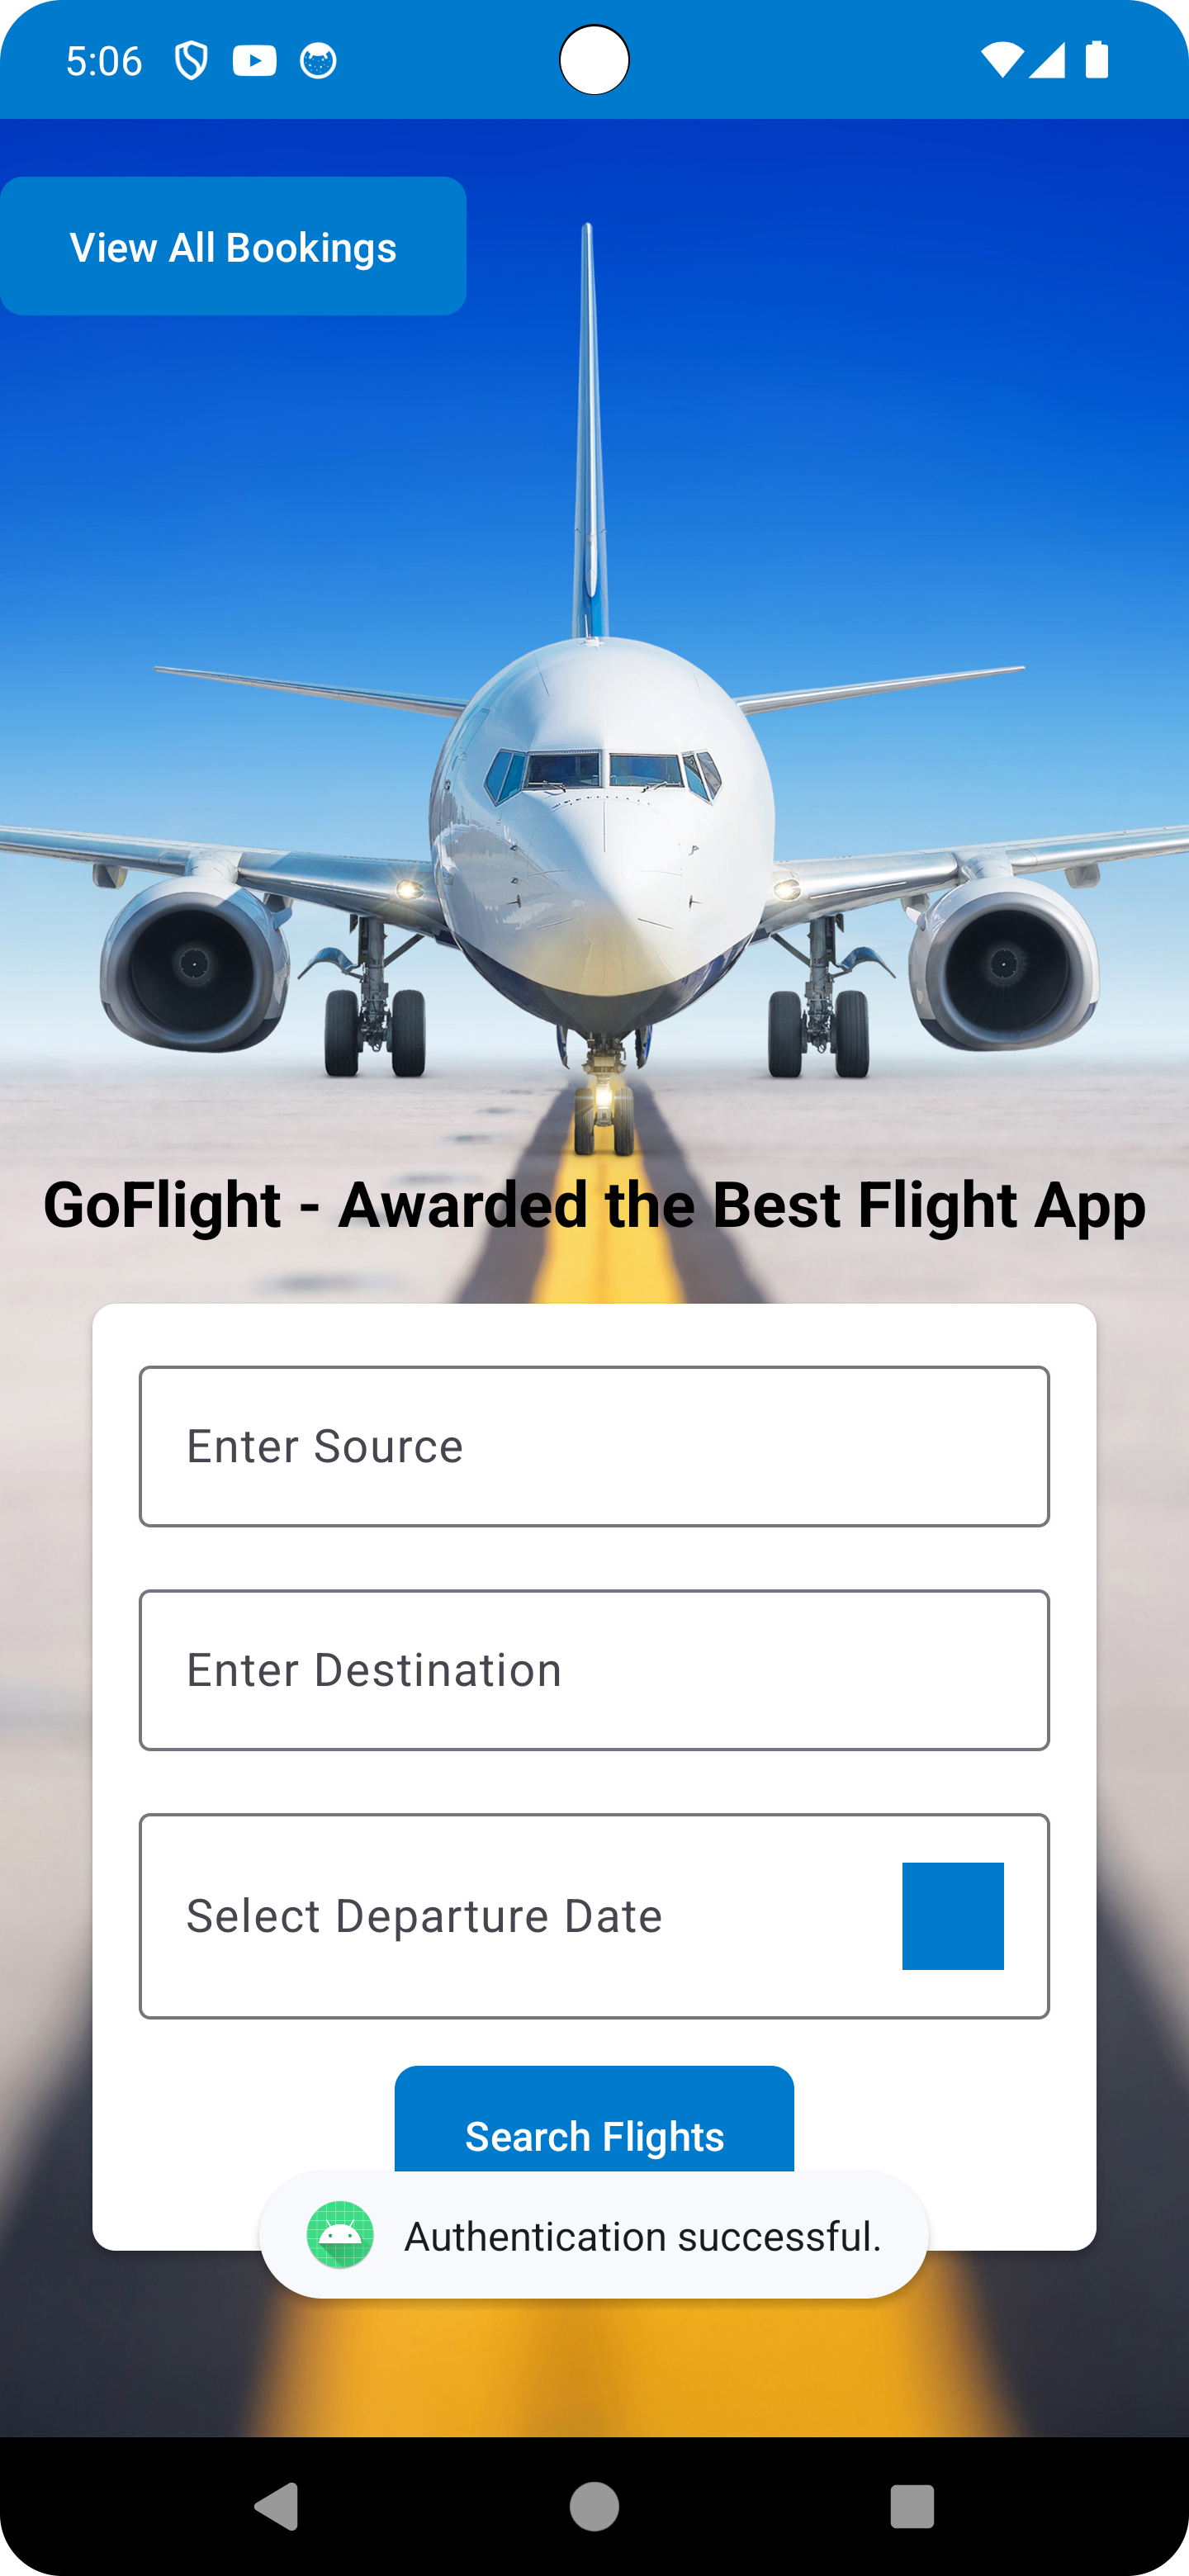 5:06
View All Bookings
GoFlight - Awarded the Best Flight App
Enter Source
Enter Destination
Select Departure Date
Search Flights
Authentication successful.